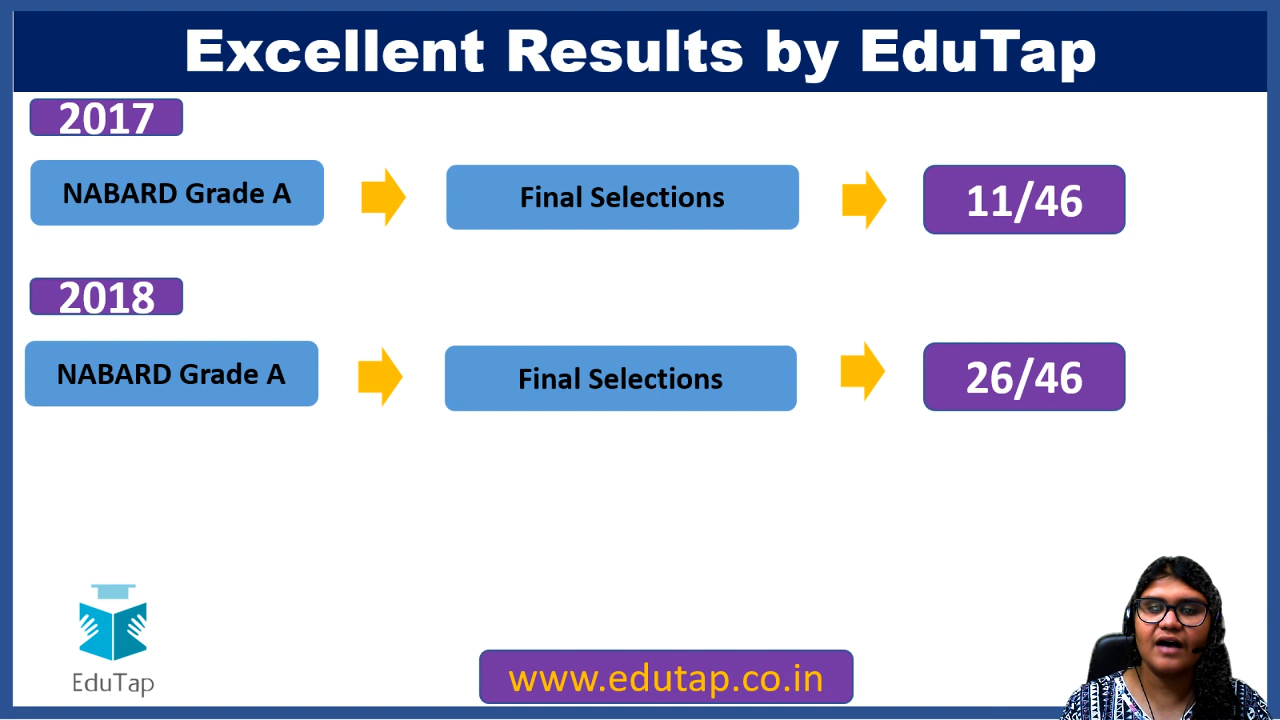 Excellent Results by EduTap
2017
NABARD Grade A
Final Selections
11/46
2018
NABARD Grade A
Final Selections
26/46
EduTap
www.edutap.co.in